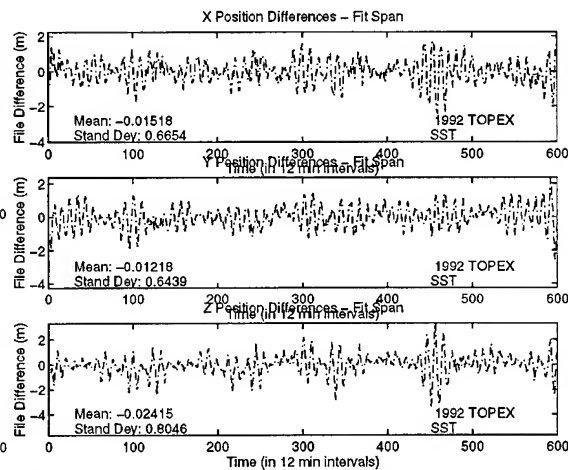 X Position Differences – Fit Span
File Difference (m)
2
0
−2
−4
Mean: −0.01518
Stand Dev: 0.6654
1992 TOPEX
SST
0 100 200 300 400 500 600
Time (in 12 min intervals)
Y Position Differences – Fit Span
File Difference (m)
2
0
−2
−4
0
Mean: −0.01218
Stand Dev: 0.6439
1992 TOPEX
SST
0 100 200 300 400 500 600
Time (in 12 min intervals)
Z Position Differences – Fit Span
File Difference (m)
2
0
−2
−4
Mean: −0.02415
Stand Dev: 0.8046
1992 TOPEX
SST
0
0 100 200 300 400 500 600
Time (in 12 min intervals)